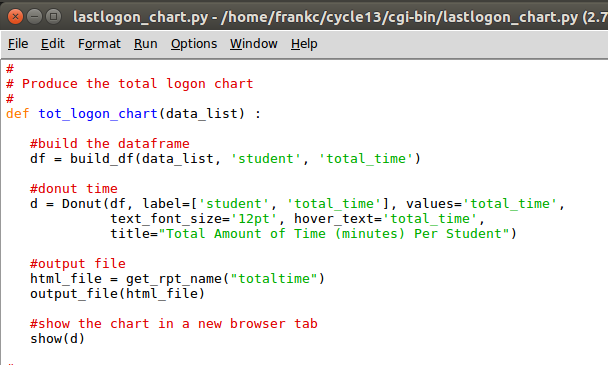 lastlogon_chart.py - /home/frankc/cycle13/cgi-bin/lastlogon_chart.py (2.7
File Edit Format Run Options Window Help
#
# Produce the total logon chart
#
def tot_logon_chart(data_list) :
#build the dataframe
df = build_df(data_list, 'student', 'total_time')
#donut time
d = Donut(df, label=['student', 'total_time'], values='total_time',
text_font_size='12pt', hover_text='total_time',
title="Total Amount of Time (minutes) Per Student")
#output file
html_file = get_rpt_name("totaltime")
output_file(html_file)
#show the chart in a new browser tab
show(d)